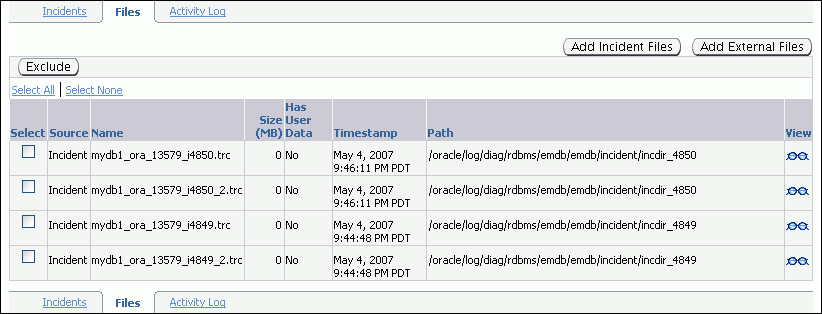 Incidents Files Activity Log
Add Incident Files Add External Files
Exclude
Select All | Select None
Select Source Name Size (MB) Has User Data Timestamp Path View
Incident mydb1_ora_13579_i4850.trc 0 No May 4, 2007 9:46:11 PM PDT /oracle/log/diag/rdbms/emdb/emdb/incident/incdir_4850
Incident mydb1_ora_13579_i4850_2.trc 0 No May 4, 2007 9:46:11 PM PDT /oracle/log/diag/rdbms/emdb/emdb/incident/incdir_4850
Incident mydb1_ora_13579_i4849.trc 0 No May 4, 2007 9:44:48 PM PDT /oracle/log/diag/rdbms/emdb/emdb/incident/incdir_4849
Incident mydb1_ora_13579_i4849_2.trc 0 No May 4, 2007 9:44:48 PM PDT /oracle/log/diag/rdbms/emdb/emdb/incident/incdir_4849
Incidents Files Activity Log